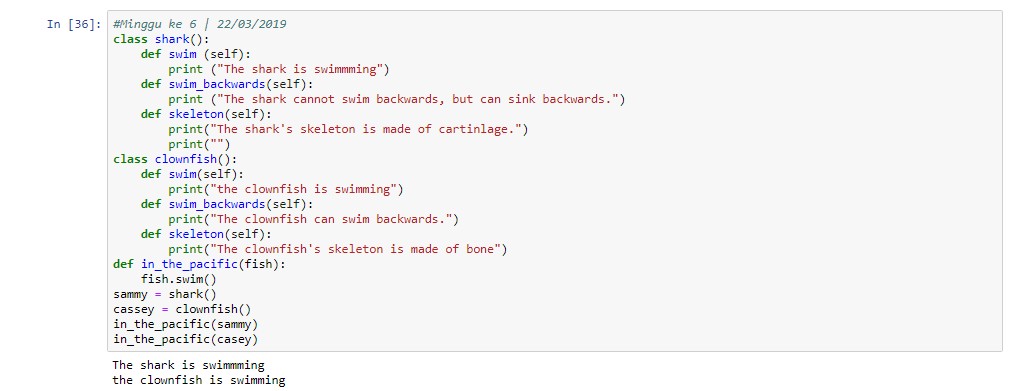 In [36]: #Minggu ke 6 | 22/03/2019
class shark():
    def swim (self):
        print ("The shark is swimmming")
    def swim_backwards(self):
        print ("The shark cannot swim backwards, but can sink backwards.")
    def skeleton(self):
        print("The shark's skeleton is made of cartinlage.")
        print("")
class clownfish():
    def swim(self):
        print("the clownfish is swimming")
    def swim_backwards(self):
        print("The clownfish can swim backwards.")
    def skeleton(self):
        print("The clownfish's skeleton is made of bone")
def in_the_pacific(fish):
    fish.swim()
sammy = shark()
cassey = clownfish()
in_the_pacific(sammy)
in_the_pacific(casey)
The shark is swimmming
the clownfish is swimming